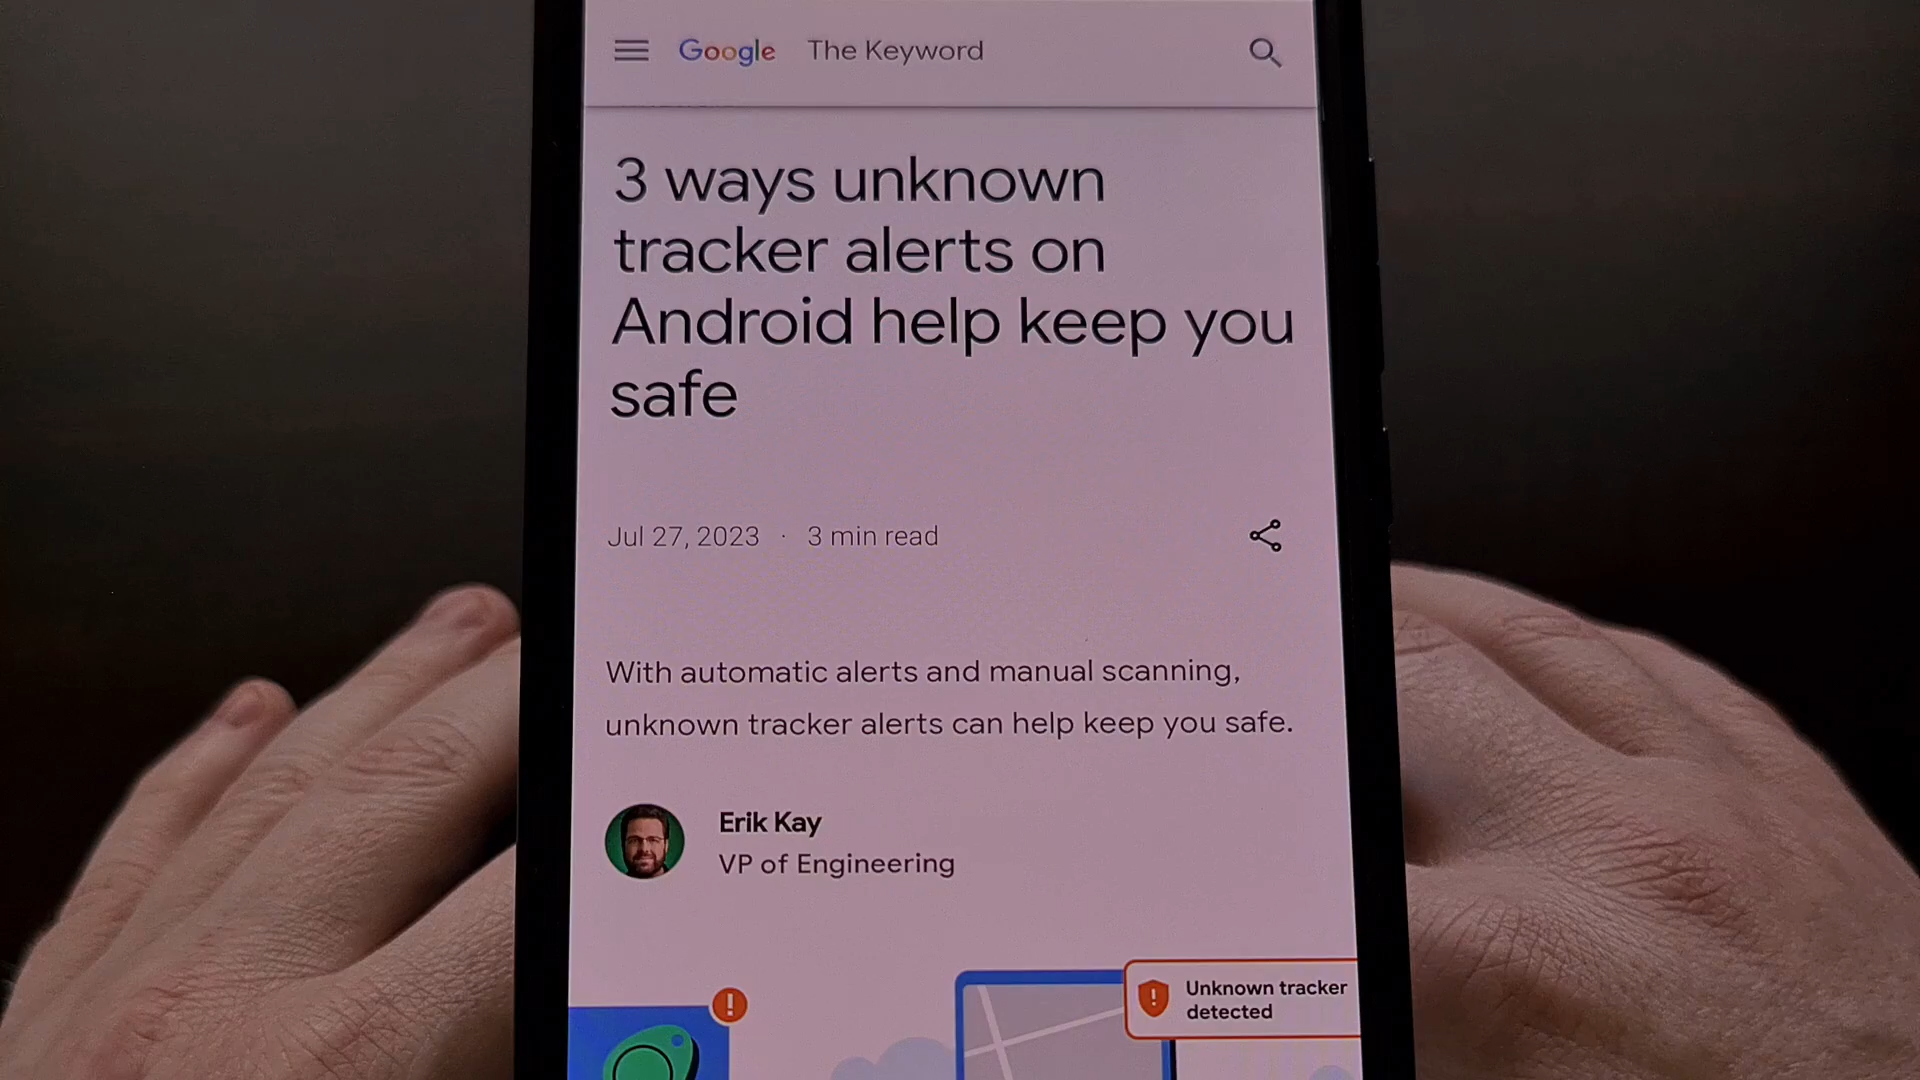 Google The Keyword
3 ways unknown
tracker alerts on
Android help keep you
safe
Jul 27, 2023 · 3 min read
With automatic alerts and manual scanning,
unknown tracker alerts can help keep you safe.
Erik Kay
VP of Engineering
Unknown tracker
detected